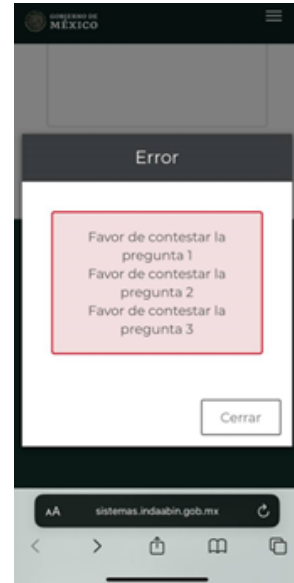 GOBIERNO DE
MÉXICO
Error
Favor de contestar la
pregunta 1
Favor de contestar la
pregunta 2
Favor de contestar la
pregunta 3
Cerrar
AA
sistemas.indaabin.gob.mx